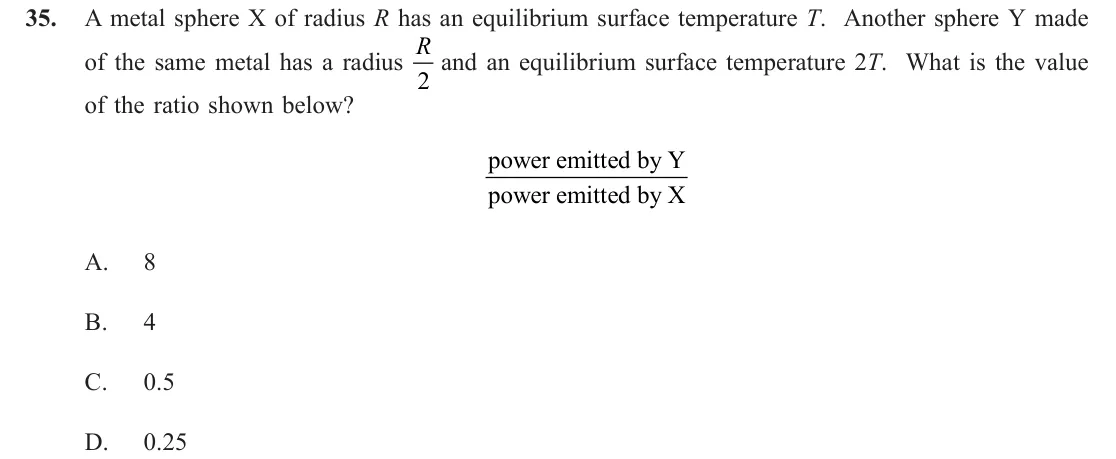 35. A metal sphere X of radius R has an equilibrium surface temperature T. Another sphere Y made
of the same metal has a radius R/2 and an equilibrium surface temperature 2T. What is the value
of the ratio shown below?
power emitted by Y
power emitted by X
A. 8
B. 4
C. 0.5
D. 0.25